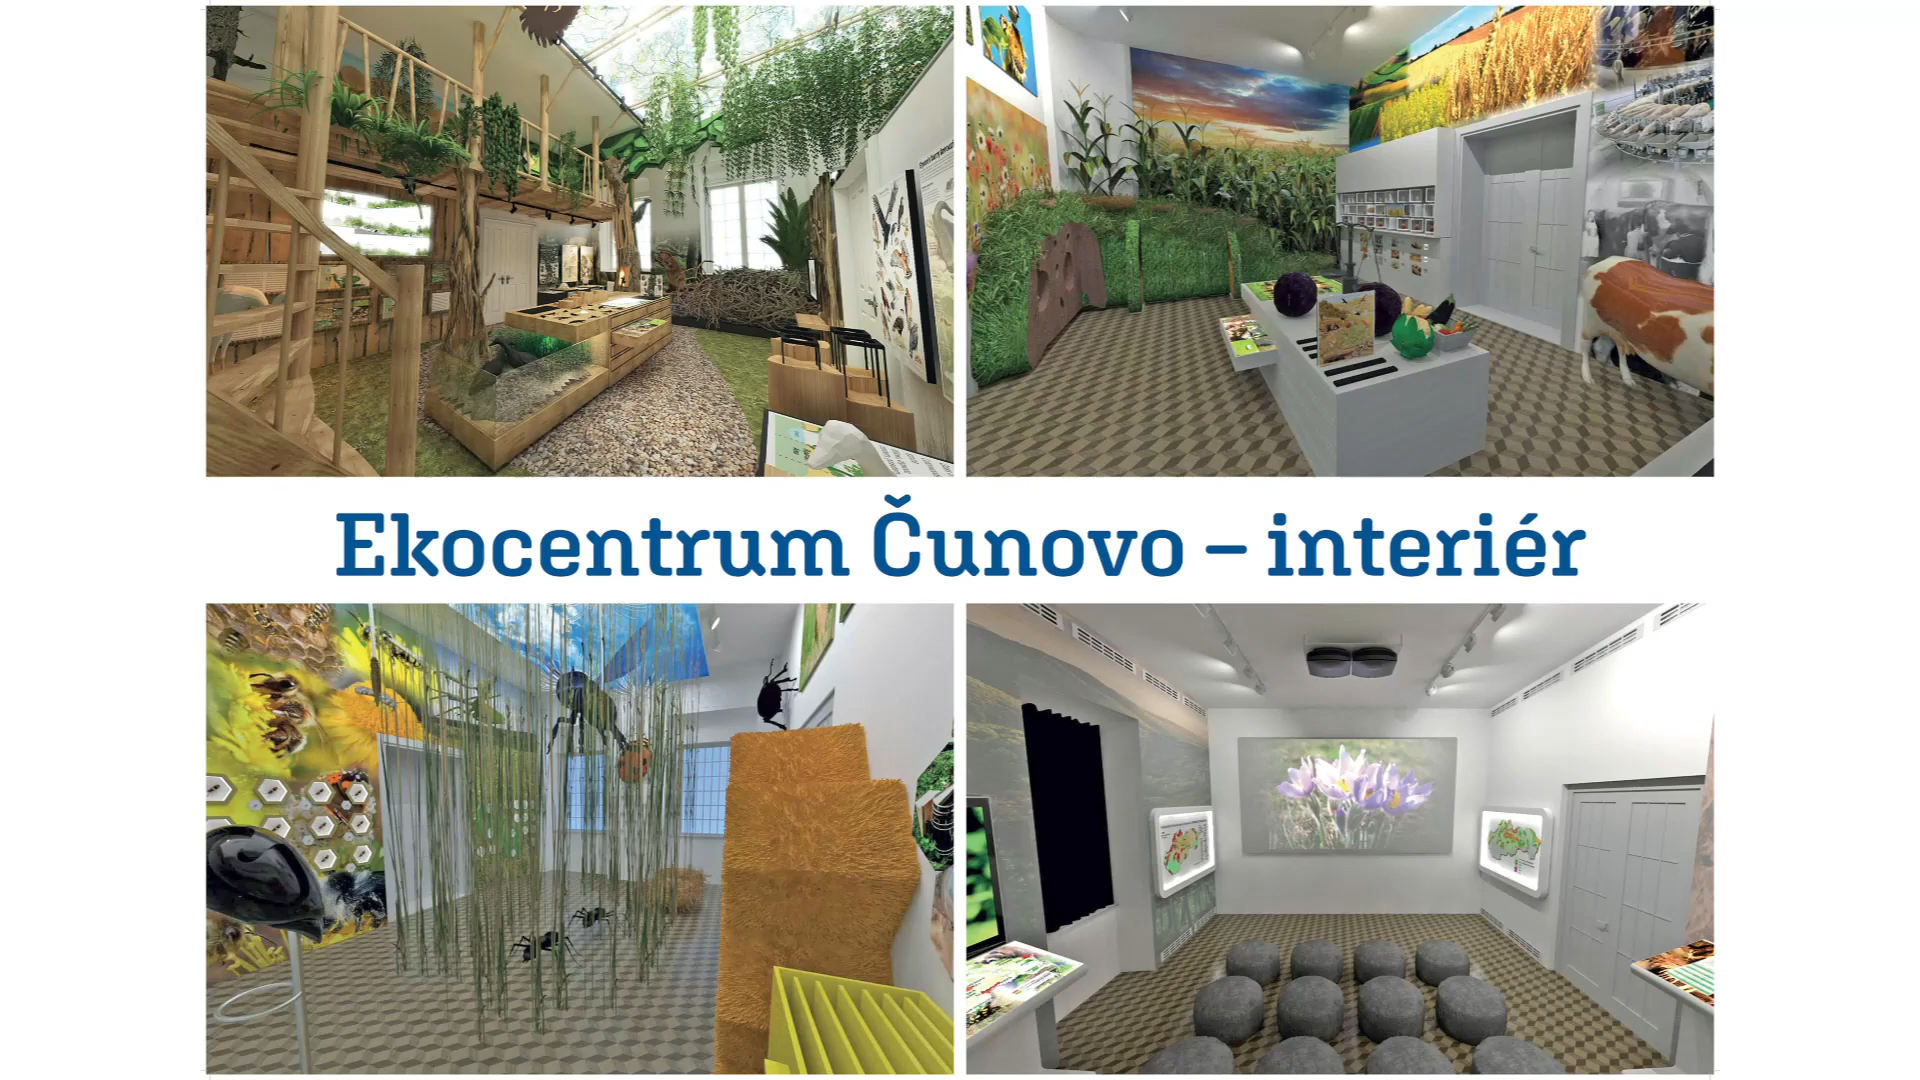 Ekocentrum Čunovo – interiér